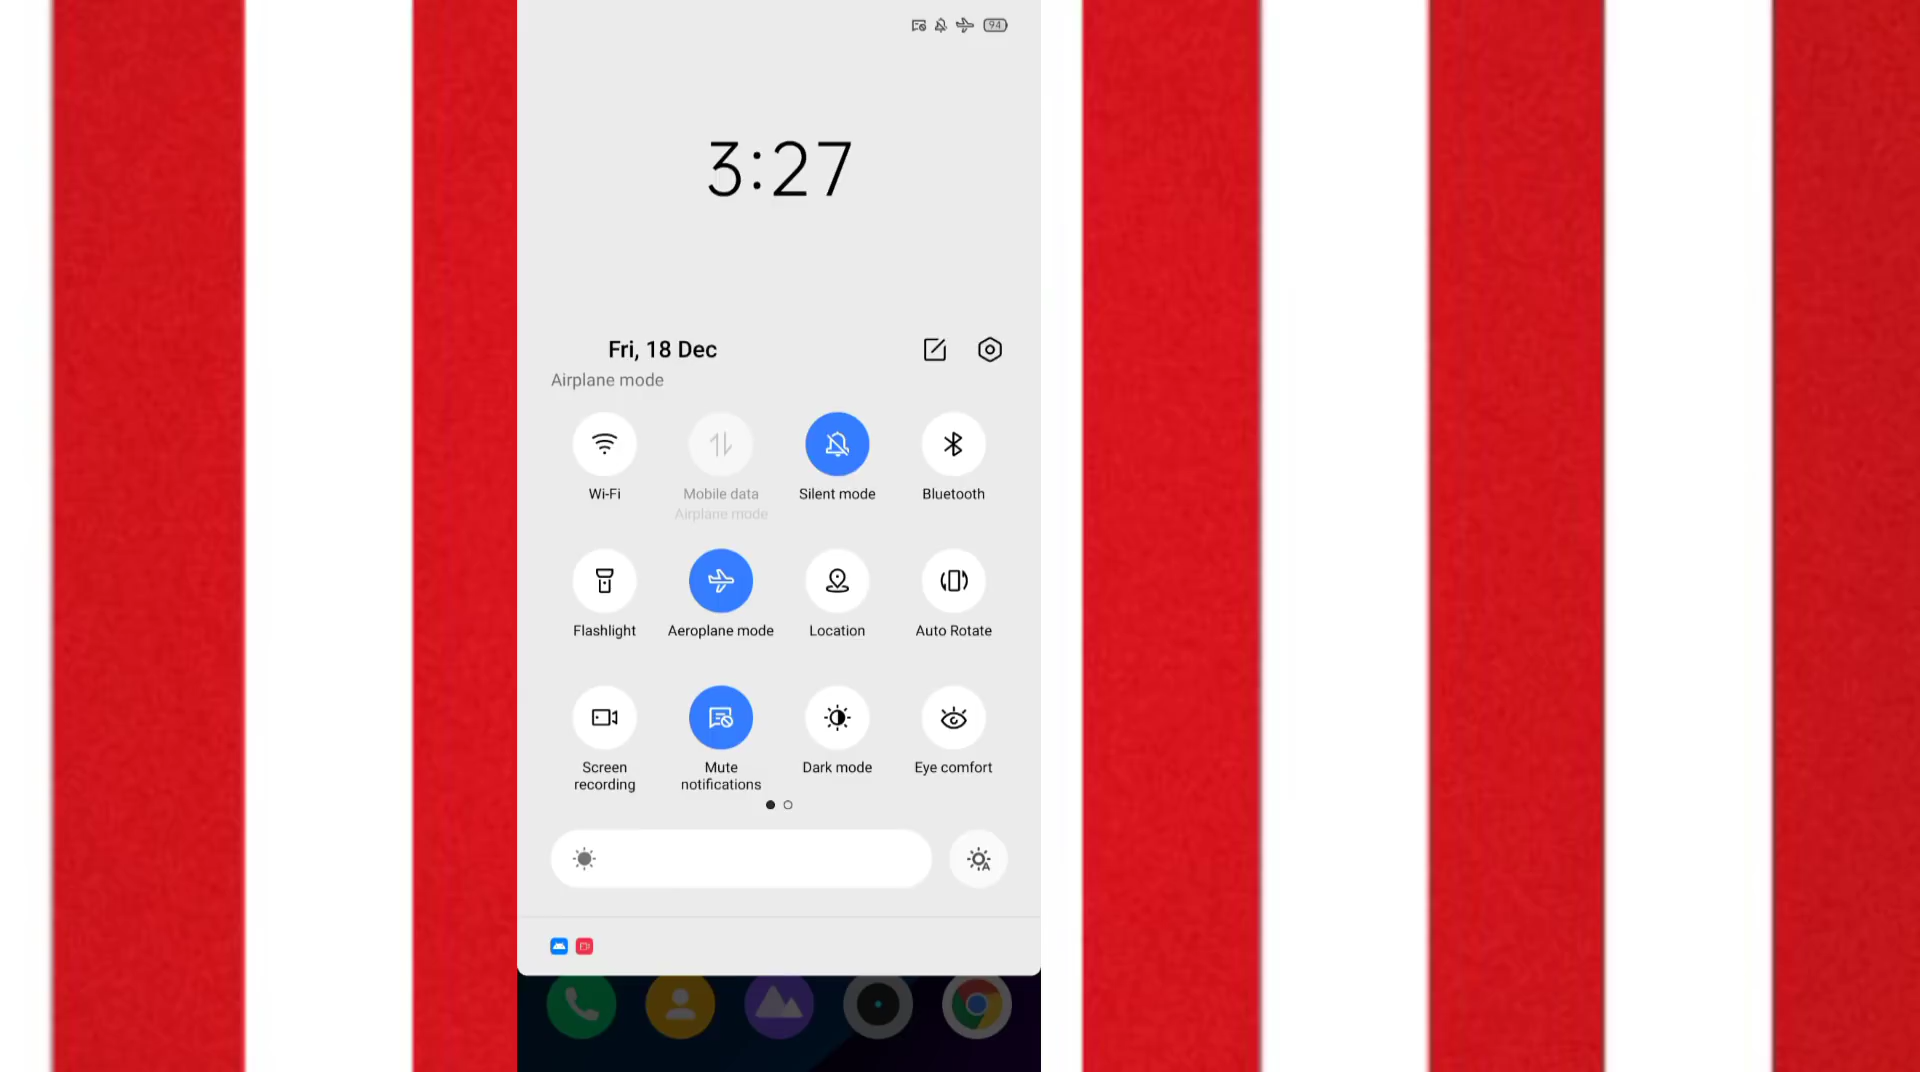 94
3:27
Fri, 18 Dec
Airplane mode
Wi-Fi
Mobile data
Airplane mode
Silent mode
Bluetooth
Flashlight
Aeroplane mode
Location
Auto Rotate
Screen
recording
Mute
notifications
Dark mode
Eye comfort